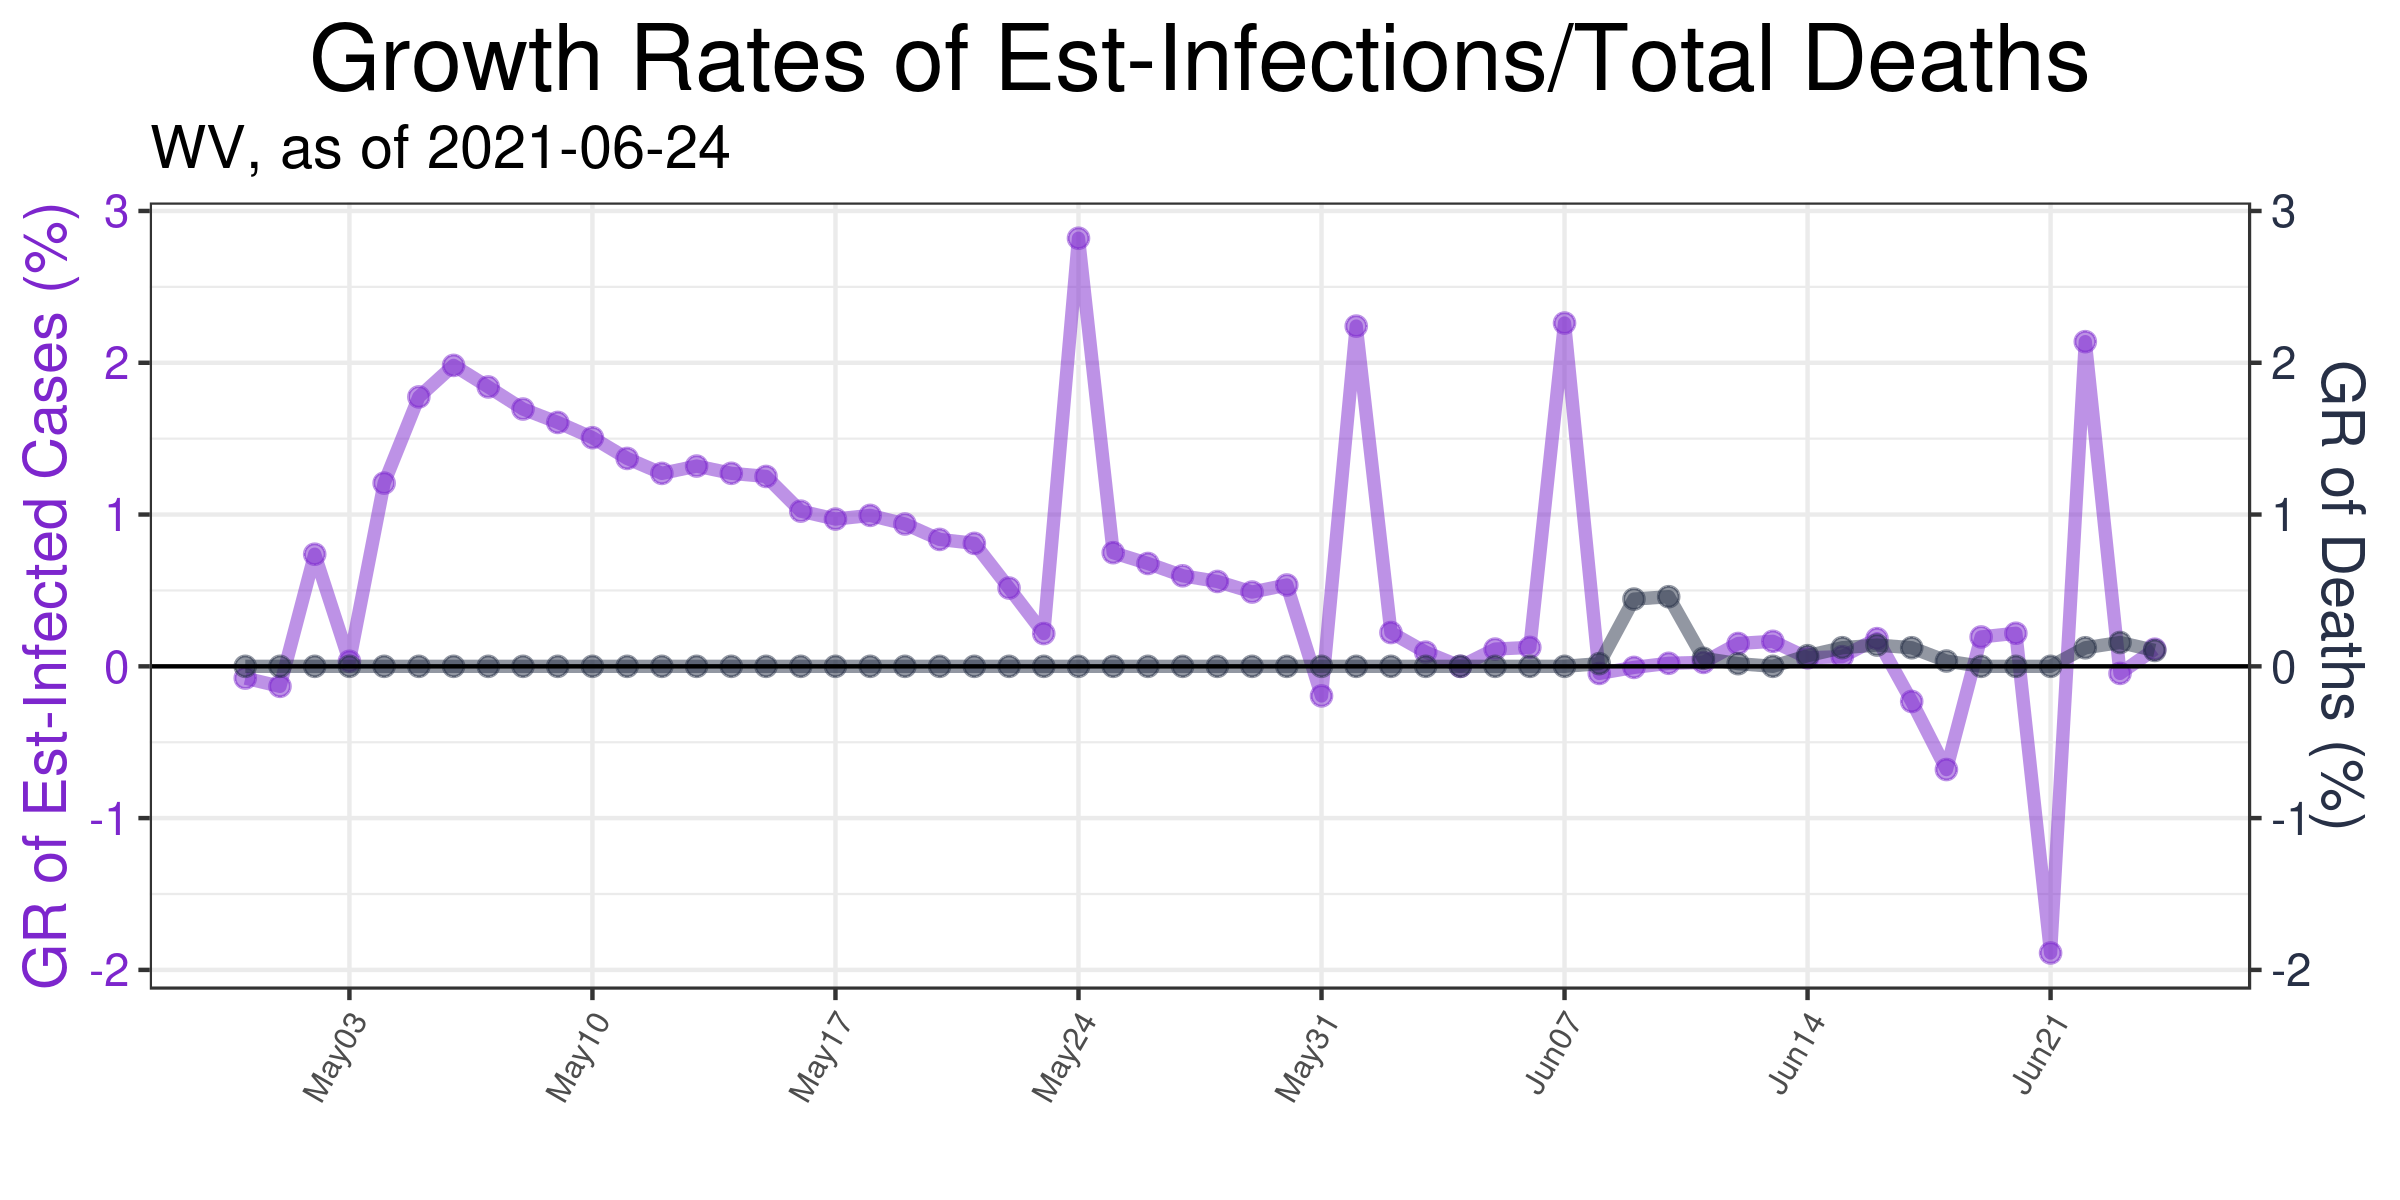 Growth Rates of Est-Infections/Total Deaths
WV, as of 2021-06-24
GR of Est-Infected Cases (%)
3
2
1
0
-1
-2
3
2
1
0
-1
-2
GR of Deaths (%)
May03
May10
May17
May24
May31
Jun07
Jun14
Jun21